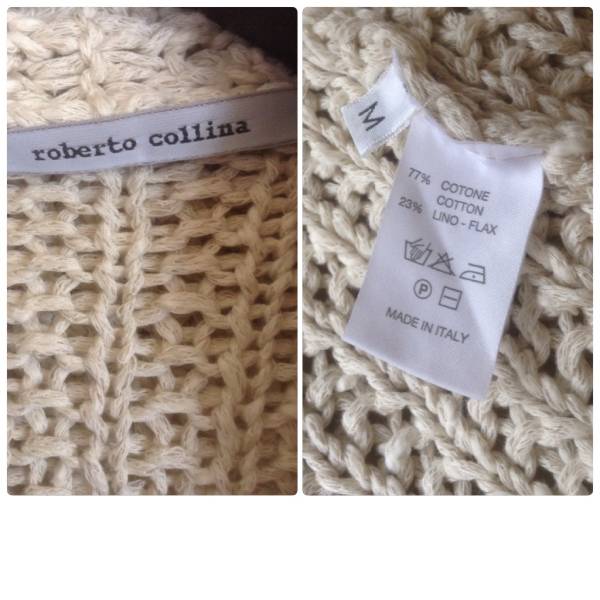 roberto collina
M
77% COTONE
COTTON
23% LINO - FLAX
P
MADE IN ITALY